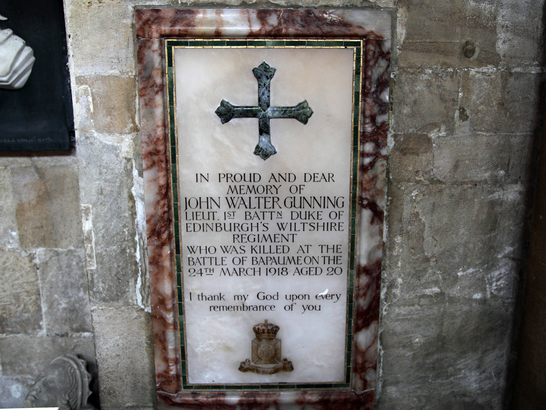 IN PROUD AND DEAR
MEMORY OF
JOHN WALTER GUNNING
LIEUT. 1ST BATTN DUKE OF
EDINBURGH'S WILTSHIRE
REGIMENT
WHO WAS KILLED AT THE
BATTLE OF BAPAUME ON THE
24TH MARCH 1918 AGED 20
I thank my God upon every
remembrance of you